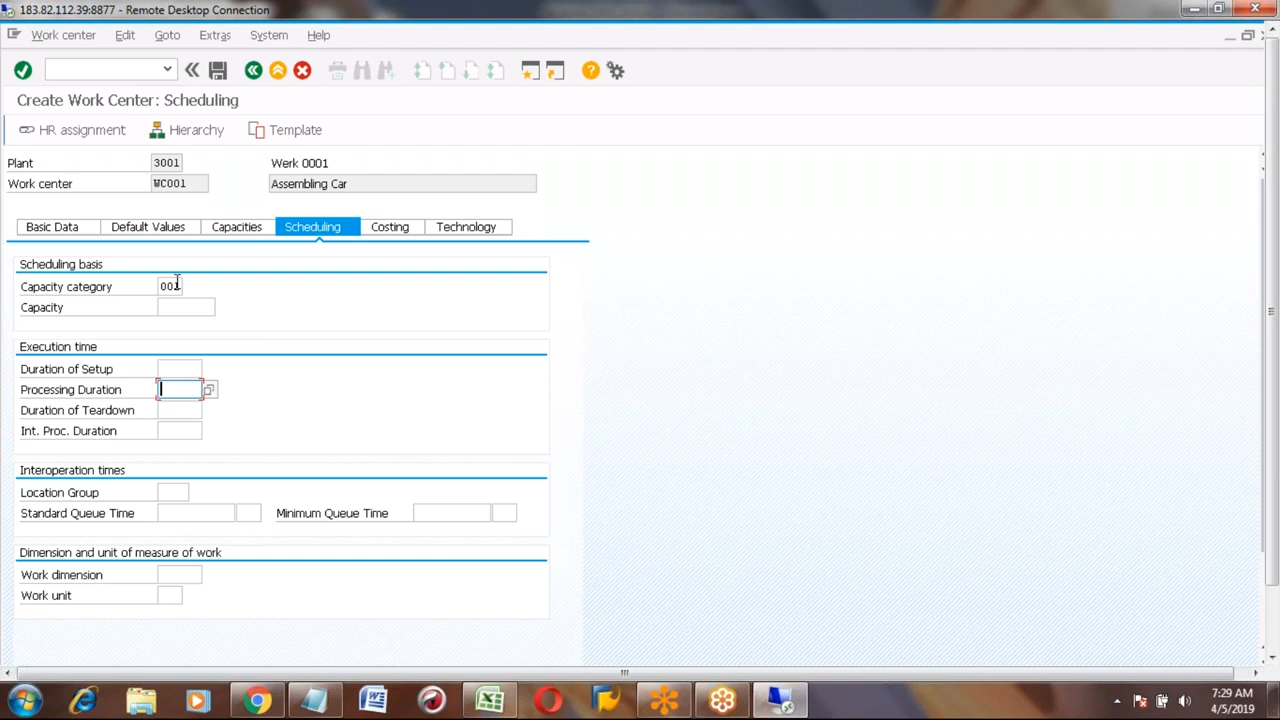 183.82.112.39:8877 - Remote Desktop Connection
Work center Edit Goto Extras System Help
Create Work Center: Scheduling
HR assignment Hierarchy Template
Plant 3001 Werk 0001
Work center WC001 Assembling Car
Basic Data Default Values Capacities Scheduling Costing Technology
Scheduling basis
Capacity category 001
Capacity
Execution time
Duration of Setup
Processing Duration
Duration of Teardown
Int. Proc. Duration
Interoperation times
Location Group
Standard Queue Time Minimum Queue Time
Dimension and unit of measure of work
Work dimension
Work unit
7:29 AM
4/5/2019